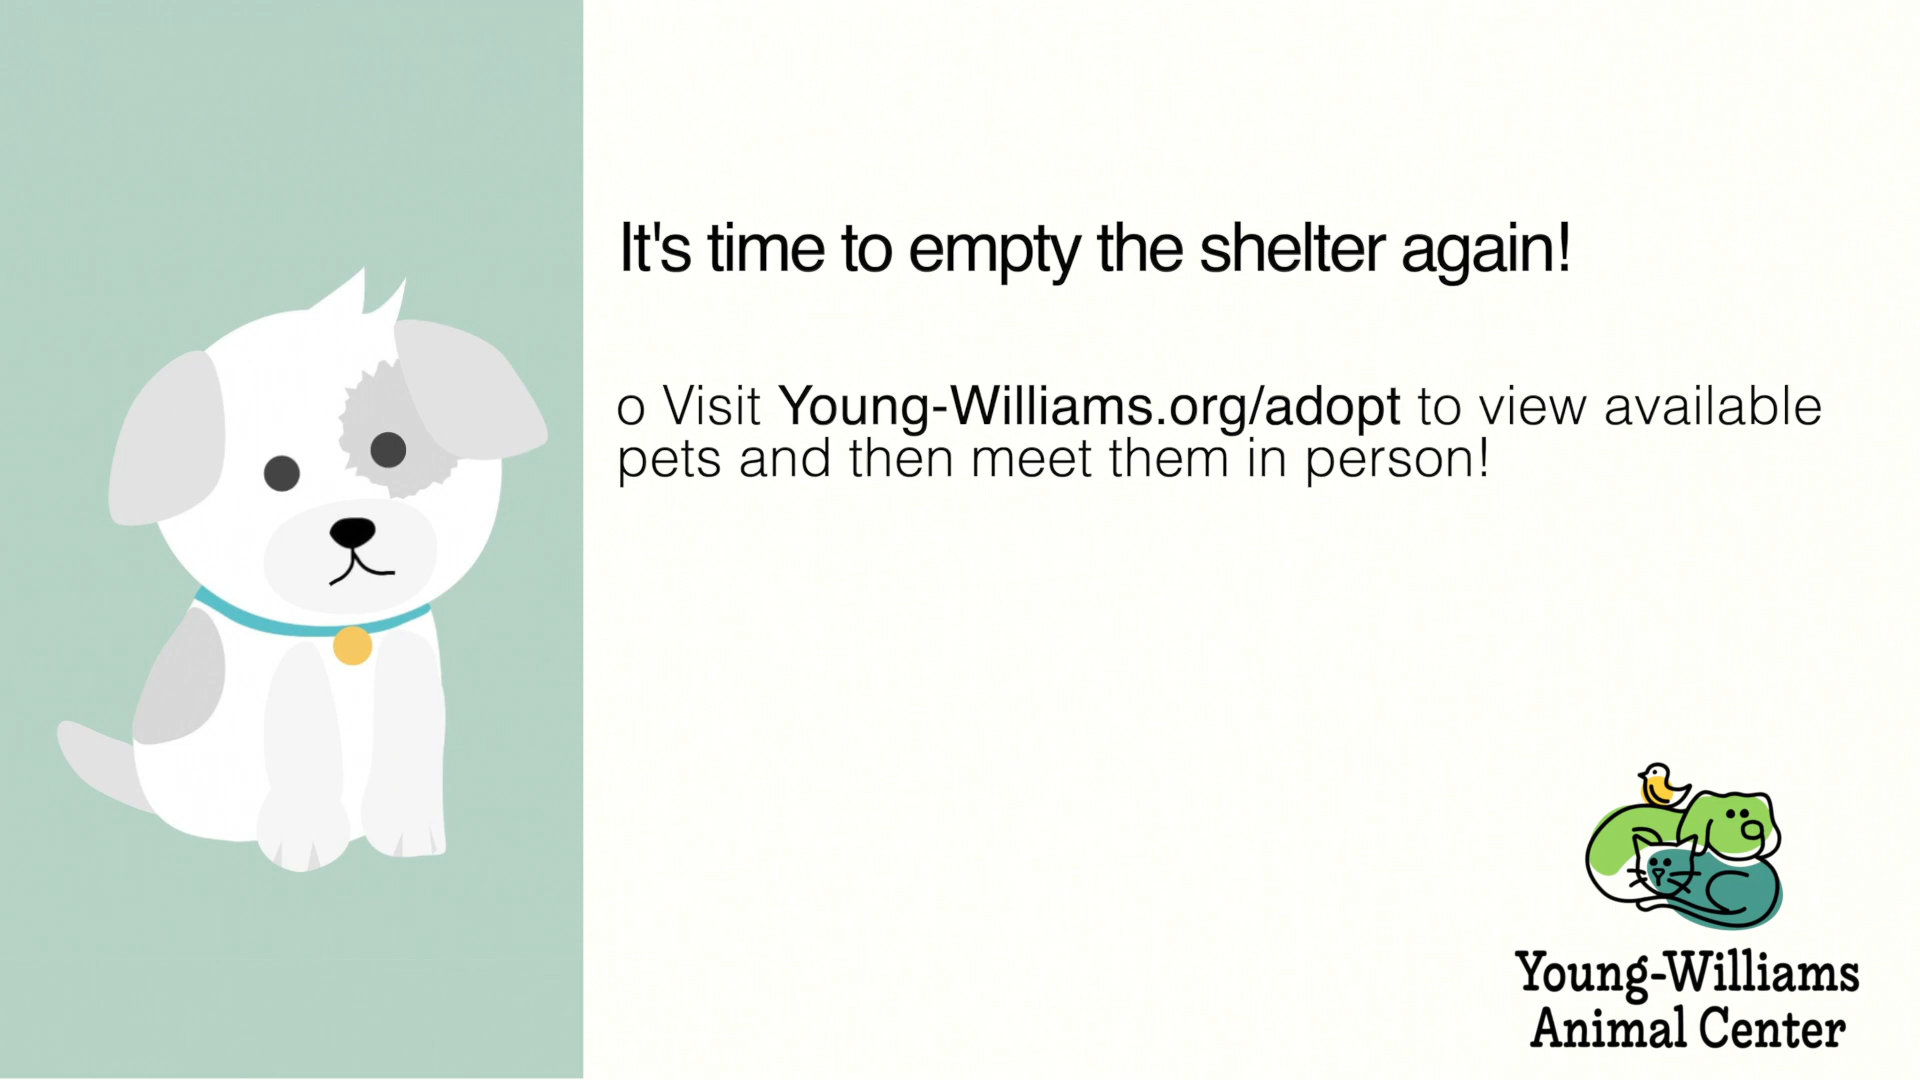 It's time to empty the shelter again!
o Visit Young-Williams.org/adopt to view available
pets and then meet them in person!
Young-Williams
Animal Center